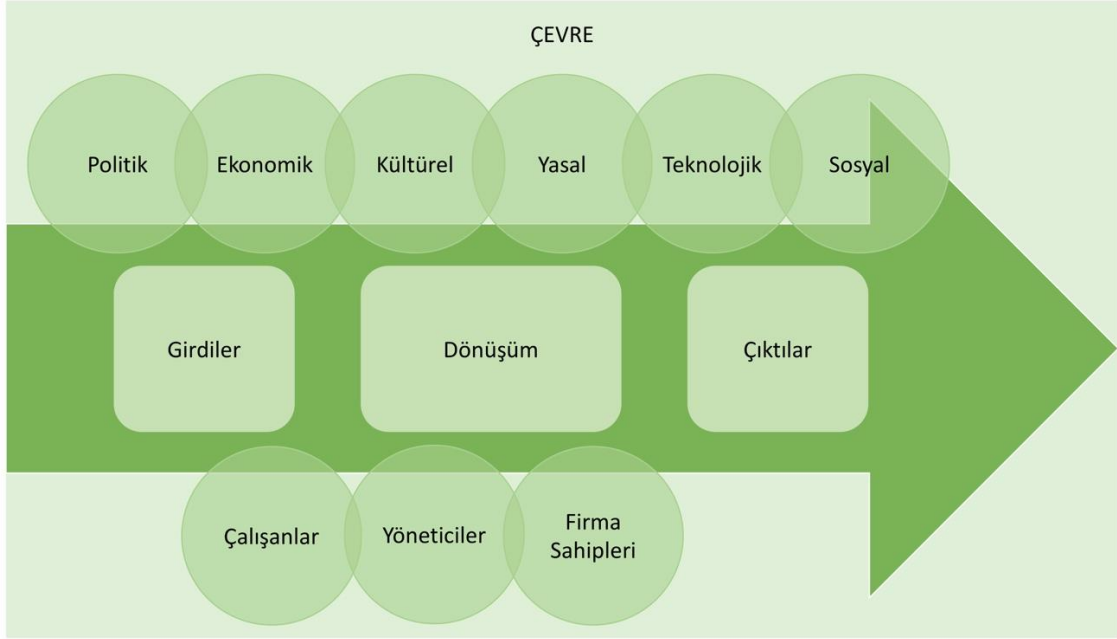 ÇEVRE
Politik
Ekonomik
Kültürel
Yasal
Teknolojik
Sosyal
Girdiler
Dönüşüm
Çıktılar
Çalışanlar
Yöneticiler
Firma
Sahipleri